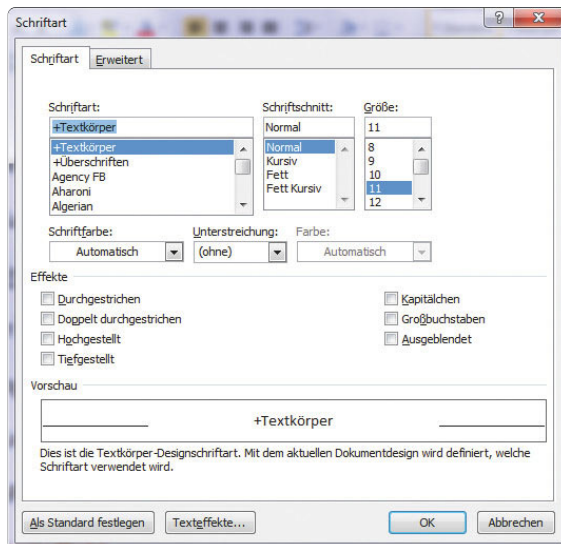 Schriftart
Schriftart Erweitert
Schriftart: Schriftschnitt: Größe:
+Textkörper Normal 11
+Textkörper Normal 8
+Überschriften Kursiv 9
Agency FB Fett 10
Aharoni Fett Kursiv 11
Algerian 12
Schriftfarbe: Unterstreichung: Farbe:
Automatisch (ohne) Automatisch
Effekte
Durchgestrichen Kapitälchen
Doppelt durchgestrichen Großbuchstaben
Hochgestellt Ausgeblendet
Tiefgestellt
Vorschau
+Textkörper
Dies ist die Textkörper-Designschriftart. Mit dem aktuellen Dokumentdesign wird definiert, welche
Schriftart verwendet wird.
Als Standard festlegen Texteffekte... OK Abbrechen